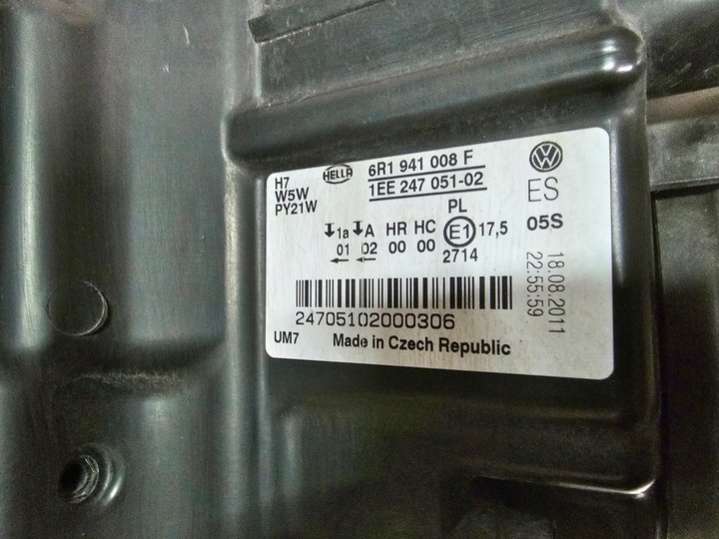 H7
W5W
PY21W
HELLA
6R1 941 008 F
1EE 247 051-02
ES
05S
1a A HR HC
01 02 00 00
PL
E1 17,5
2714
18.08.2011
22:55:59
24705102000306
UM7 Made in Czech Republic